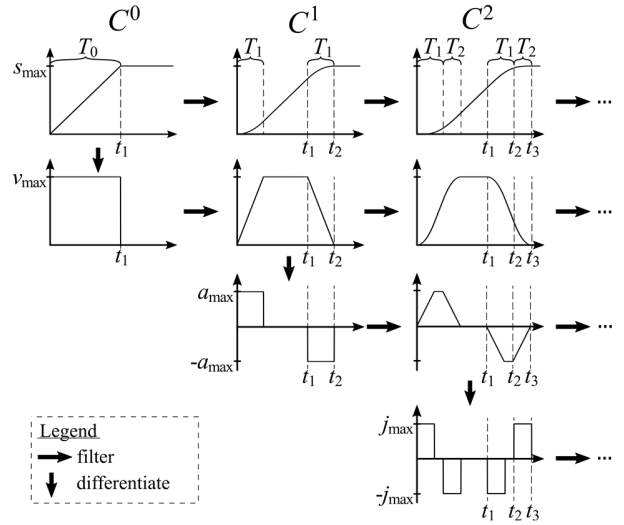 C⁰ C¹ C²
T₀ T₁ T₁ T₁ T₂ T₁ T₂
sₘₐₓ ...
t₁ t₁ t₂ t₁ t₂ t₃
vₘₐₓ ...
t₁ t₁ t₂ t₁ t₂ t₃
aₘₐₓ ...
-aₘₐₓ
t₁ t₂ t₁ t₂ t₃
jₘₐₓ ...
-jₘₐₓ
t₁ t₂ t₃
Legend
filter
differentiate